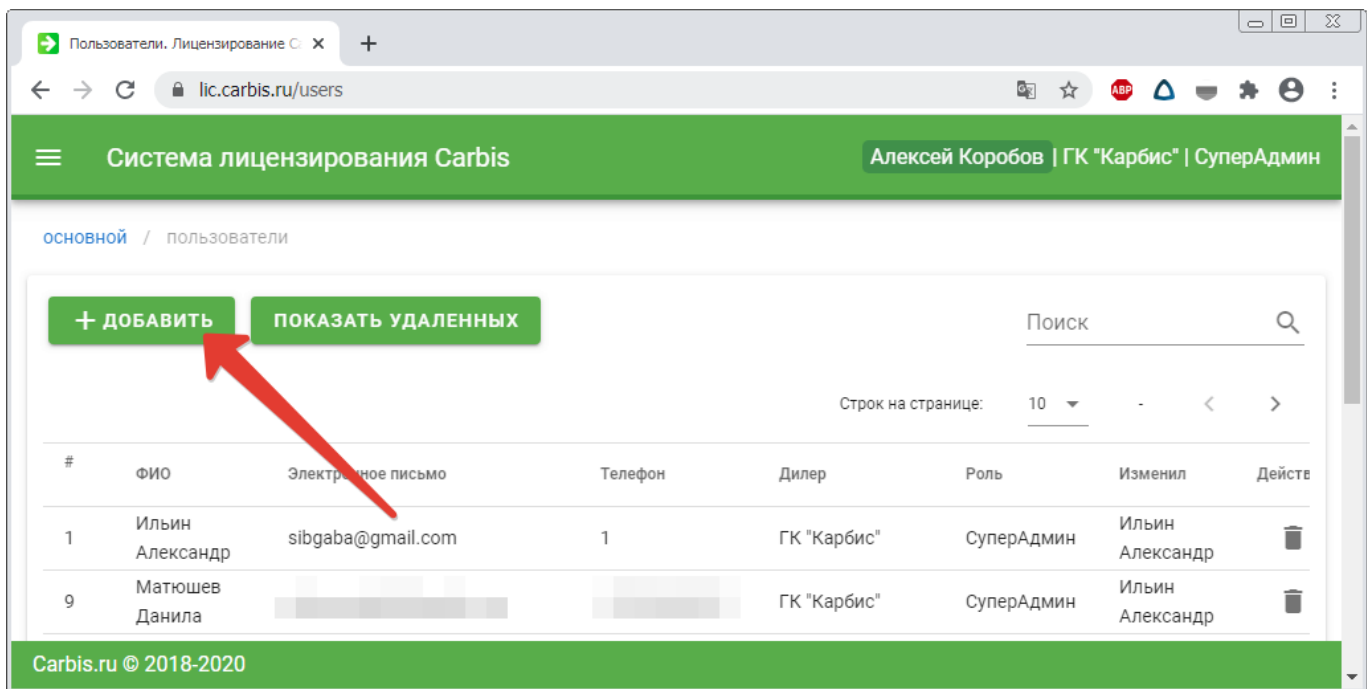 Пользователи. Лицензирование C
lic.carbis.ru/users
ABP
Система лицензирования Carbis
Алексей Коробов | ГК "Карбис" | СуперАдмин
основной / пользователи
+ ДОБАВИТЬ ПОКАЗАТЬ УДАЛЕННЫХ Поиск
Строк на странице: 10 -
# ФИО Электронное письмо Телефон Дилер Роль Изменил Действ
1 Ильин Александр sibgaba@gmail.com 1 ГК "Карбис" СуперАдмин Ильин Александр
9 Матюшев Данила ГК "Карбис" СуперАдмин Ильин Александр
Carbis.ru © 2018-2020